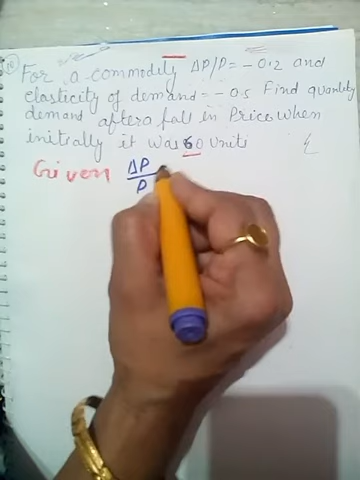 For a commodity ΔP/P = - 0.2 and
elasticity of demand = - 0.5 Find quantity
demand after a fall in Price when
initially it was 60 Units
Given ΔP
P